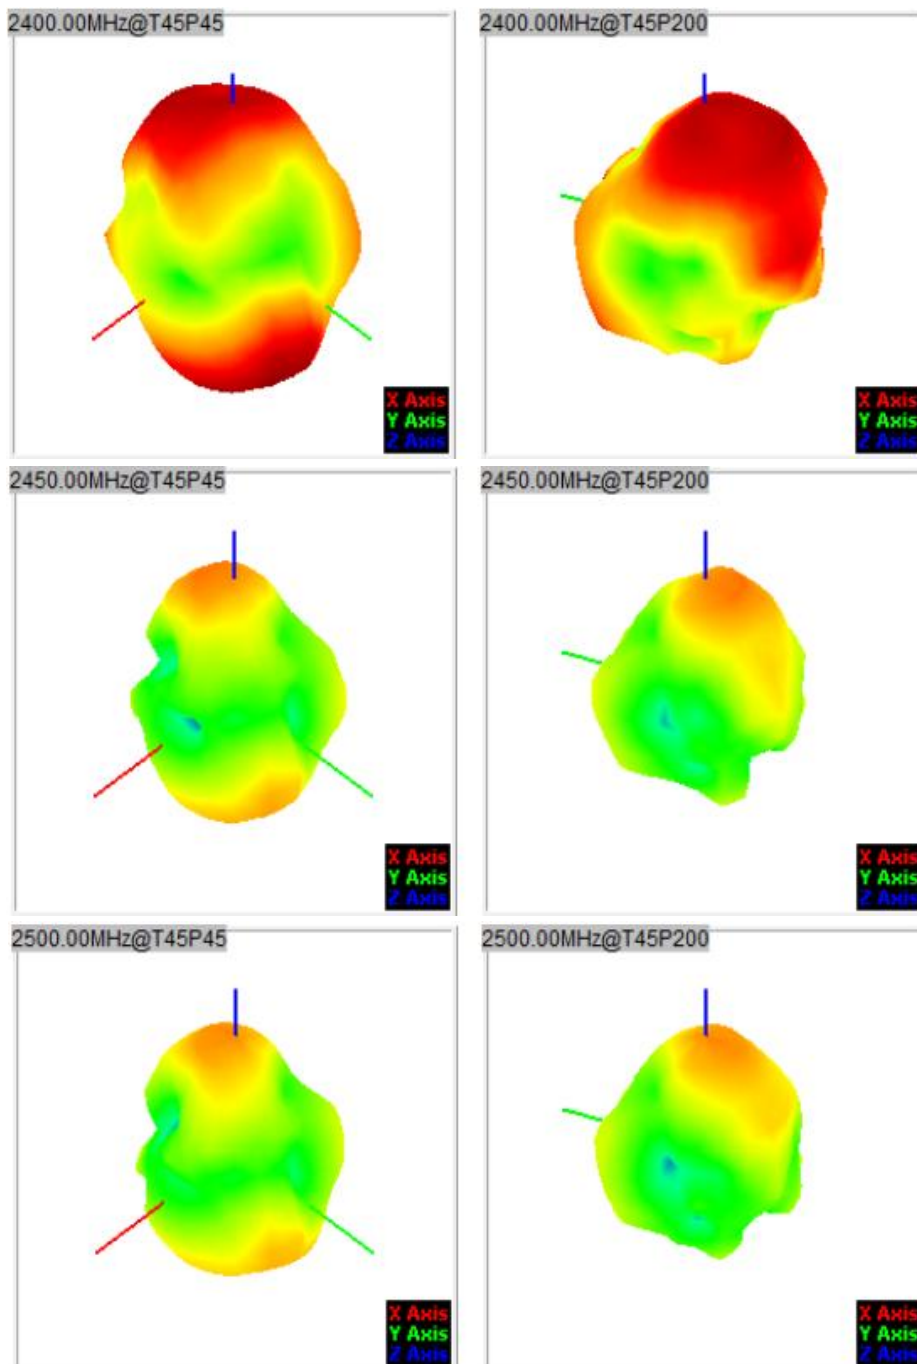 2400.00MHz@T45P45
2400.00MHz@T45P200
X Axis
Y Axis
Z Axis
X Axis
Y Axis
Z Axis
2450.00MHz@T45P45
2450.00MHz@T45P200
X Axis
Y Axis
Z Axis
X Axis
Y Axis
Z Axis
2500.00MHz@T45P45
2500.00MHz@T45P200
X Axis
Y Axis
Z Axis
X Axis
Y Axis
Z Axis